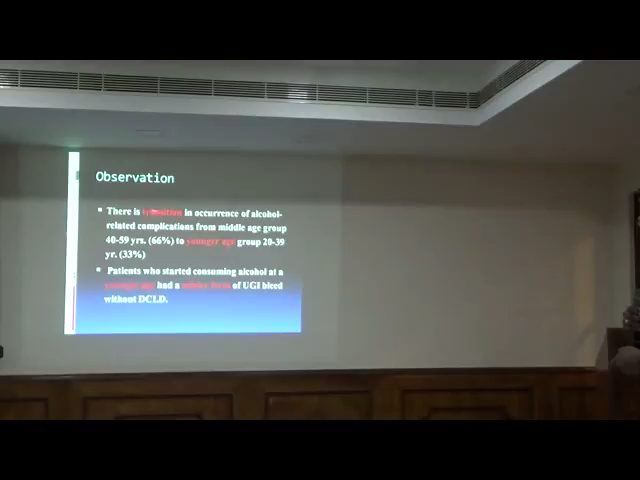 Observation
There is transition in occurrence of alcohol-
related complications from middle age group
40-59 yrs. (66%) to younger age group 20-39
yr. (33%)
Patients who started consuming alcohol at a
younger age had a form of UGI bleed
without DCLD.